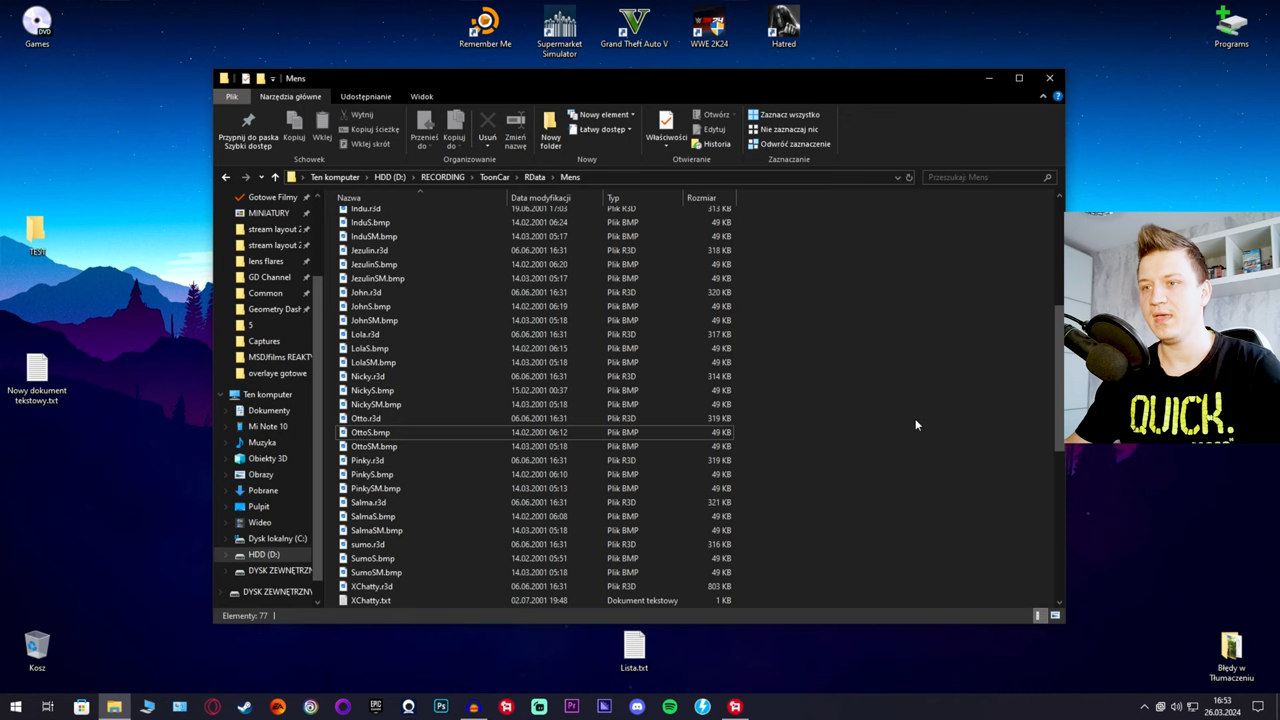 Games
Remember Me
Supermarket
Simulator
Grand Theft Auto V
WWE 2K24
Hatred
Programs
TEST
Nowy dokument
tekstowy.txt
Kosz
Lista.txt
Błędy w
Tłumaczeniu
Mens
Plik
Narzędzia główne
Udostępnianie
Widok
Przypnij do paska
Szybki dostęp
Kopiuj
Wklej
Wytnij
Kopiuj ścieżkę
Wklej skrót
Schowek
Przenieś
do
Kopiuj
do
Usuń
Zmień
nazwę
Organizowanie
Nowy
folder
Nowy element
Łatwy dostęp
Nowy
Właściwości
Otwórz
Edytuj
Historia
Otwieranie
Zaznacz wszystko
Nie zaznaczaj nic
Odwróć zaznaczenie
Zaznaczanie
Ten komputer > HDD (D:) > RECORDING > ToonCar > RData > Mens
Przeszukaj: Mens
Gotowe Filmy
MINIATURY
stream layout 2
stream layout 2
lens flares
GD Channel
Common
Geometry Dash
5
Captures
MSDJfilms REAKTY
overlaye gotowe
Ten komputer
Dokumenty
Mi Note 10
Muzyka
Obiekty 3D
Obrazy
Pobrane
Pulpit
Wideo
Dysk lokalny (C:)
HDD (D:)
DYSK ZEWNĘTRZN
DYSK ZEWNĘTRZNY
Nazwa Data modyfikacji Typ Rozmiar
Indu.r3d 19.06.2001 17:03 Plik R3D 313 KB
InduS.bmp 14.02.2001 06:24 Plik BMP 49 KB
InduSM.bmp 14.03.2001 05:17 Plik BMP 49 KB
Jezulin.r3d 06.06.2001 16:31 Plik R3D 318 KB
JezulinS.bmp 14.02.2001 06:20 Plik BMP 49 KB
JezulinSM.bmp 14.03.2001 05:17 Plik BMP 49 KB
John.r3d 06.06.2001 16:31 Plik R3D 320 KB
JohnS.bmp 14.02.2001 06:19 Plik BMP 49 KB
JohnSM.bmp 14.03.2001 05:18 Plik BMP 49 KB
Lola.r3d 06.06.2001 16:31 Plik R3D 317 KB
LolaS.bmp 14.02.2001 06:15 Plik BMP 49 KB
LolaSM.bmp 14.03.2001 05:18 Plik BMP 49 KB
Nicky.r3d 06.06.2001 16:31 Plik R3D 314 KB
NickyS.bmp 15.02.2001 00:37 Plik BMP 49 KB
NickySM.bmp 14.03.2001 05:18 Plik BMP 49 KB
Otto.r3d 06.06.2001 16:31 Plik R3D 319 KB
OttoS.bmp 14.02.2001 06:12 Plik BMP 49 KB
OttoSM.bmp 14.03.2001 05:18 Plik BMP 49 KB
Pinky.r3d 06.06.2001 16:31 Plik R3D 319 KB
PinkyS.bmp 14.02.2001 06:10 Plik BMP 49 KB
PinkySM.bmp 14.03.2001 05:13 Plik BMP 49 KB
Salma.r3d 06.06.2001 16:31 Plik R3D 321 KB
SalmaS.bmp 14.02.2001 06:08 Plik BMP 49 KB
SalmaSM.bmp 14.03.2001 05:18 Plik BMP 49 KB
sumo.r3d 06.06.2001 16:31 Plik R3D 316 KB
SumoS.bmp 14.02.2001 05:51 Plik BMP 49 KB
SumoSM.bmp 14.03.2001 05:18 Plik BMP 49 KB
XChatty.r3d 06.06.2001 16:31 Plik R3D 803 KB
XChatty.txt 02.07.2001 19:48 Dokument tekstowy 1 KB
Elementy: 77
QUICK.
16:53
26.03.2024